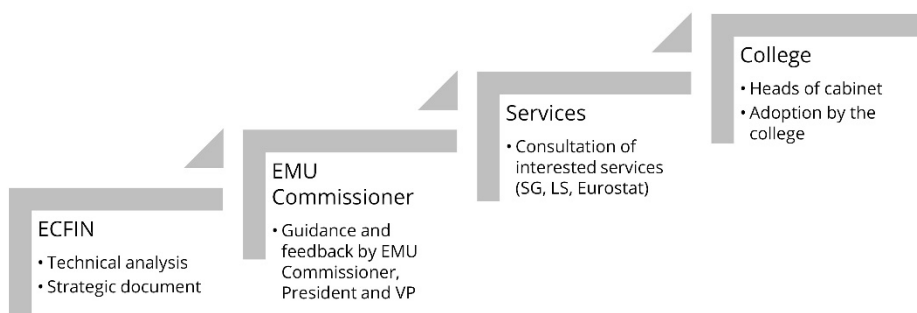 ECFIN
• Technical analysis
• Strategic document
EMU
Commissioner
• Guidance and
feedback by EMU
Commissioner,
President and VP
Services
• Consultation of
interested services
(SG, LS, Eurostat)
College
• Heads of cabinet
• Adoption by the
college